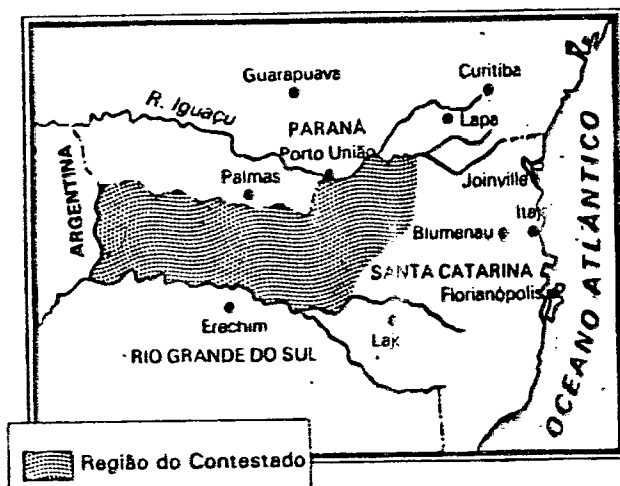 Guarapuava
Curitiba
R. Iguaçu
Lapa
PARANÁ
Porto União
ARGENTINA
Palmas
Joinville
Blumenau
SANTA CATARINA
Florianópolis
Erechim
RIO GRANDE DO SUL
OCEANO ATLÂNTICO
Região do Contestado